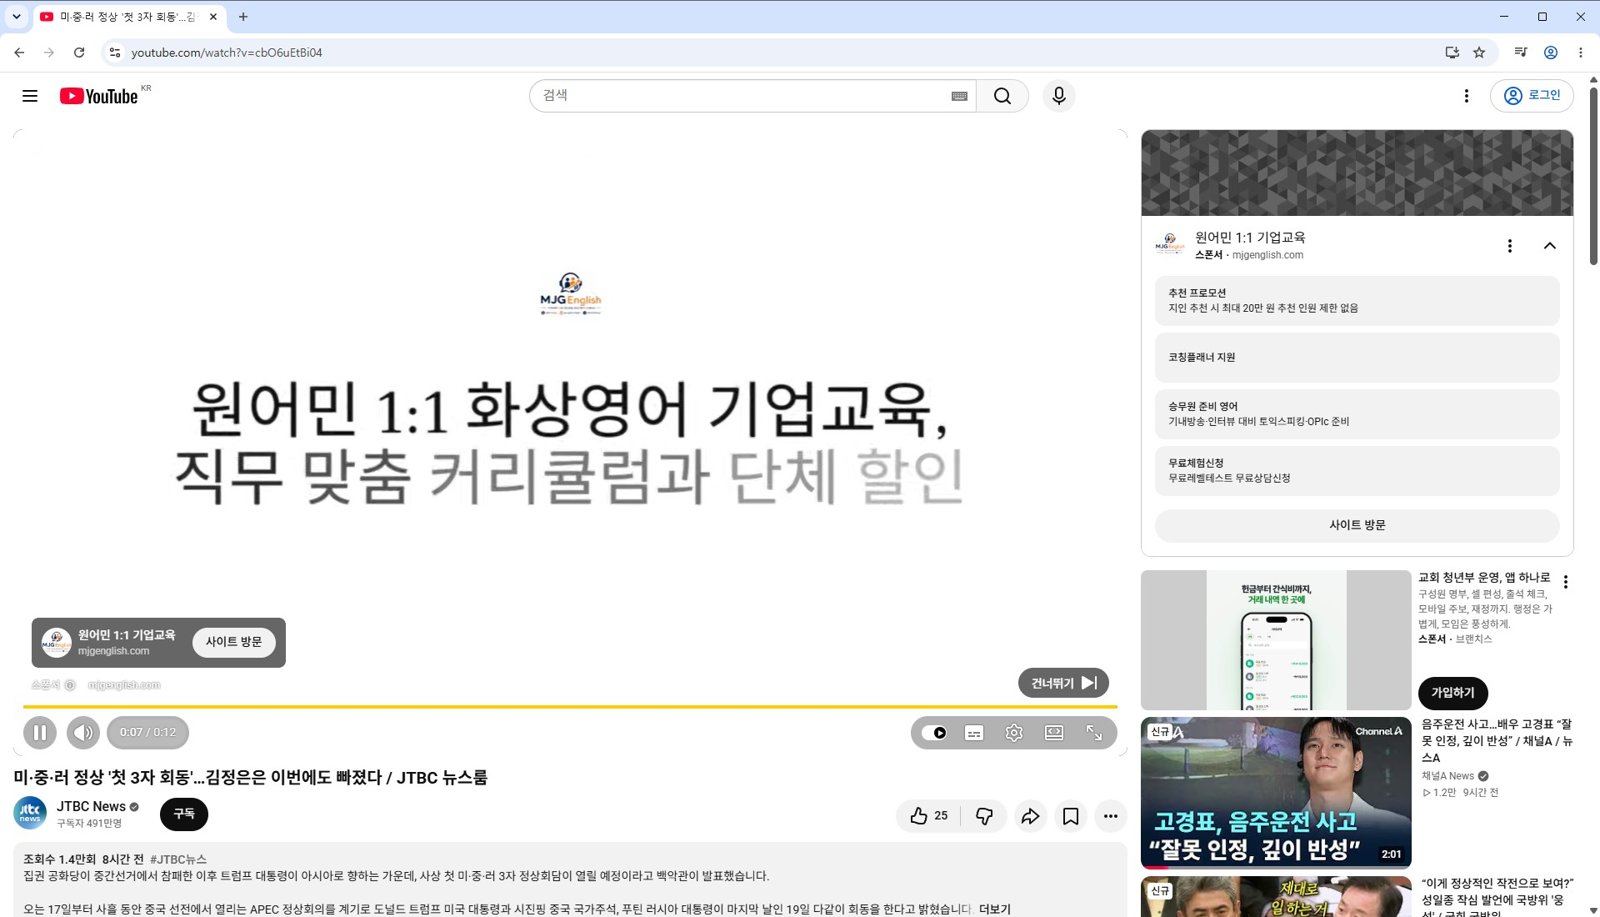 미·중·러 정상 '첫 3자 회동'...김
youtube.com/watch?v=cbO6uEtBi04
YouTube KR
검색
로그인
MJG English
원어민 1:1 화상영어 기업교육,
직무 맞춤 커리큘럼과 단체 할인
원어민 1:1 기업교육
mjgenglish.com
사이트 방문
스폰서
mjgenglish.com
건너뛰기
0:07 / 0:12
미·중·러 정상 '첫 3자 회동'...김정은은 이번에도 빠졌다 / JTBC 뉴스룸
jtbc news
JTBC News
구독자 491만명
구독
25
조회수 1.4만회 8시간 전 #JTBC뉴스
집권 공화당이 중간선거에서 참패한 이후 트럼프 대통령이 아시아로 향하는 가운데, 사상 첫 미·중·러 3자 정상회담이 열릴 예정이라고 백악관이 발표했습니다.
오는 17일부터 사흘 동안 중국 선전에서 열리는 APEC 정상회의를 계기로 도널드 트럼프 미국 대통령과 시진핑 중국 국가주석, 푸틴 러시아 대통령이 마지막 날인 19일 다같이 회동을 한다고 밝혔습니다. 더보기
MJG English
원어민 1:1 기업교육
스폰서 · mjgenglish.com
추천 프로모션
지인 추천 시 최대 20만 원 추천 인원 제한 없음
코칭플래너 지원
승무원 준비 영어
기내방송·인터뷰 대비 토익스피킹·OPIc 준비
무료체험신청
무료레벨테스트 무료상담신청
사이트 방문
헌금부터 간식비까지,
거래 내역 한 곳에
교회 청년부 운영, 앱 하나로
구성원 명부, 셀 편성, 출석 체크,
모바일 주보, 재정까지. 행정은 가
볍게, 모임은 풍성하게.
스폰서 · 브랜치스
가입하기
신규
Channel A
고경표, 음주운전 사고
“잘못 인정, 깊이 반성”
2:01
음주운전 사고…배우 고경표 “잘
못 인정, 깊이 반성” / 채널A / 뉴
스A
채널A News
1.2만 9시간 전
신규
제대로
일하는 거
“이게 정상적인 작전으로 보여?”
성일종 작심 발언에 국방위 '웅